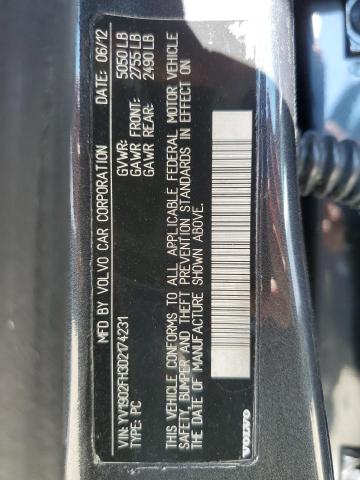 MFD BY VOLVO CAR CORPORATION DATE: 06/12
GVWR: 5050 LB
GAWR FRONT: 2755 LB
GAWR REAR: 2490 LB
VIN: YV1902FH3D2174231
TYPE: PC
THIS VEHICLE CONFORMS TO ALL APPLICABLE FEDERAL MOTOR VEHICLE
SAFETY, BUMPER AND THEFT PREVENTION STANDARDS IN EFFECT ON
THE DATE OF MANUFACTURE SHOWN ABOVE.
VOLVO